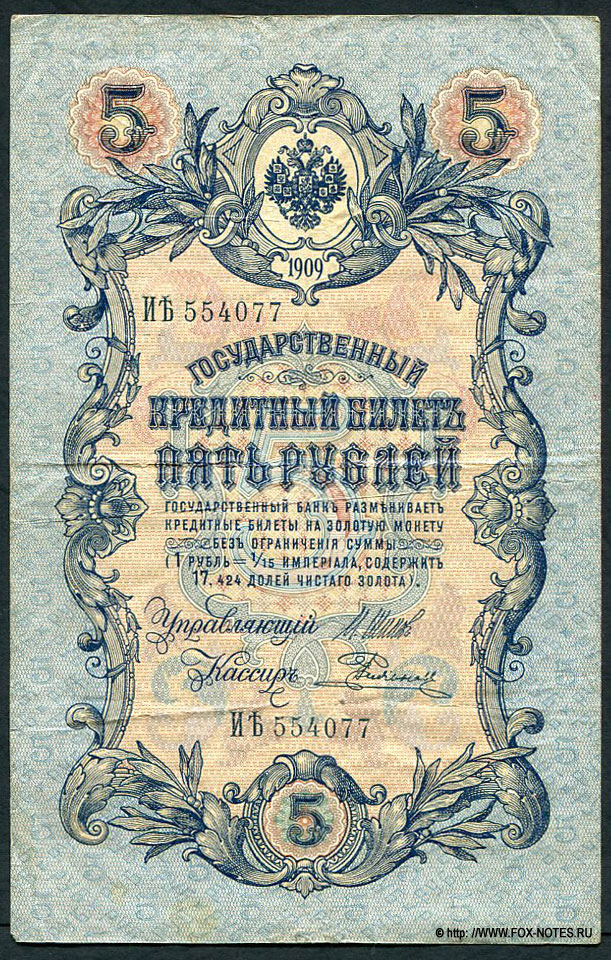 5 5
1909
ИѢ 554077
ГОСУДАРСТВЕННЫЙ
КРЕДИТНЫЙ БИЛЕТЪ
ПЯТЬ РУБЛЕЙ
ГОСУДАРСТВЕННЫЙ БАНКЪ РАЗМѢНИВАЕТЪ
КРЕДИТНЫЕ БИЛЕТЫ НА ЗОЛОТУЮ МОНЕТУ
БЕЗЪ ОГРАНИЧЕНІЯ СУММЫ
(1 РУБЛЬ = 1/15 ИМПЕРІАЛА, СОДЕРЖИТЪ
17,424 ДОЛЕЙ ЧИСТАГО ЗОЛОТА).
Управляющій
Кассиръ
ИѢ 554077
5
© http://WWW.FOX-NOTES.RU